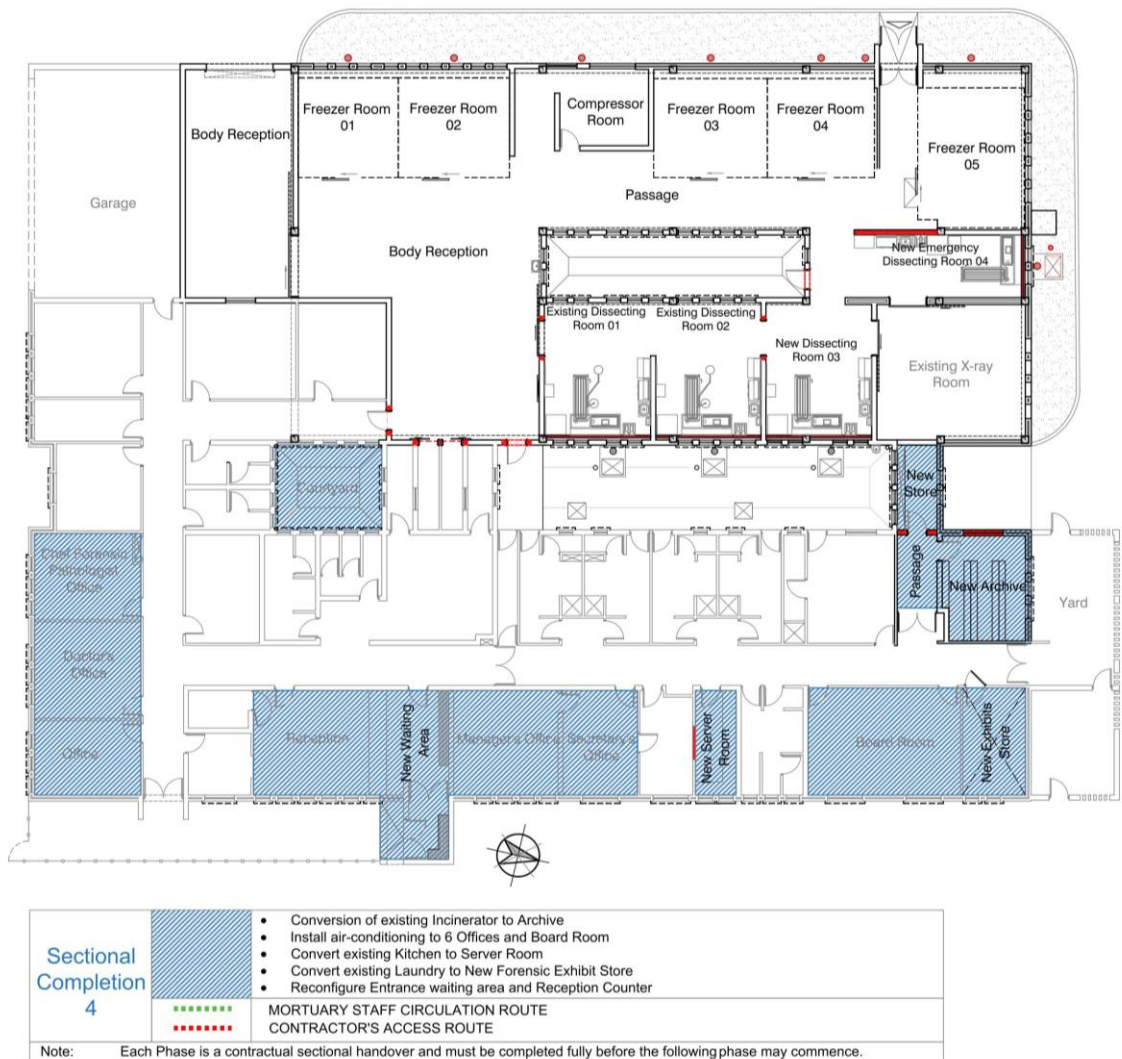 Freezer Room
01
Freezer Room
02
Compressor
Room
Freezer Room
03
Freezer Room
04
Freezer Room
05
Body Reception
Garage
Passage
Body Reception
New Emergency
Dissecting Room 04
Existing Dissecting
Room 01
Existing Dissecting
Room 02
New Dissecting
Room 03
Existing X-ray
Room
Courtyard
New
Store
Chief Forensic
Pathologist
Office
Passage
New Archive
Yard
Doctor's
Office
Office
Reception
New Waiting
Area
Manager's Office
Secretary's
Office
New Server
Room
Board Room
New Exhibits
Store
Sectional
Completion
4
• Conversion of existing Incinerator to Archive
• Install air-conditioning to 6 Offices and Board Room
• Convert existing Kitchen to Server Room
• Convert existing Laundry to New Forensic Exhibit Store
• Reconfigure Entrance waiting area and Reception Counter
MORTUARY STAFF CIRCULATION ROUTE
CONTRACTOR'S ACCESS ROUTE
Note: Each Phase is a contractual sectional handover and must be completed fully before the following phase may commence.